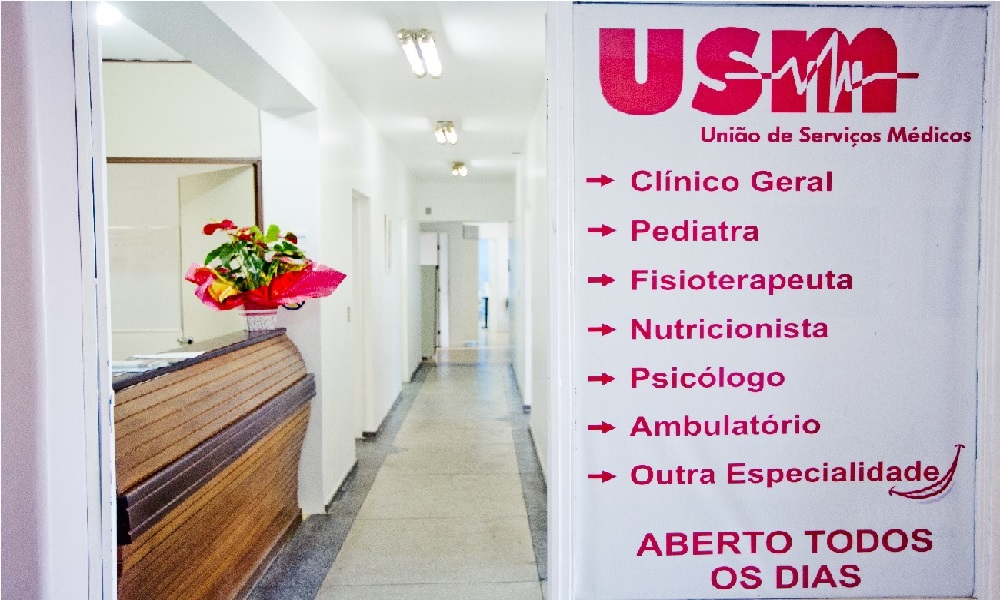 USM
União de Serviços Médicos
Clínico Geral
Pediatra
Fisioterapeuta
Nutricionista
Psicólogo
Ambulatório
Outra Especialidade
ABERTO TODOS
OS DIAS